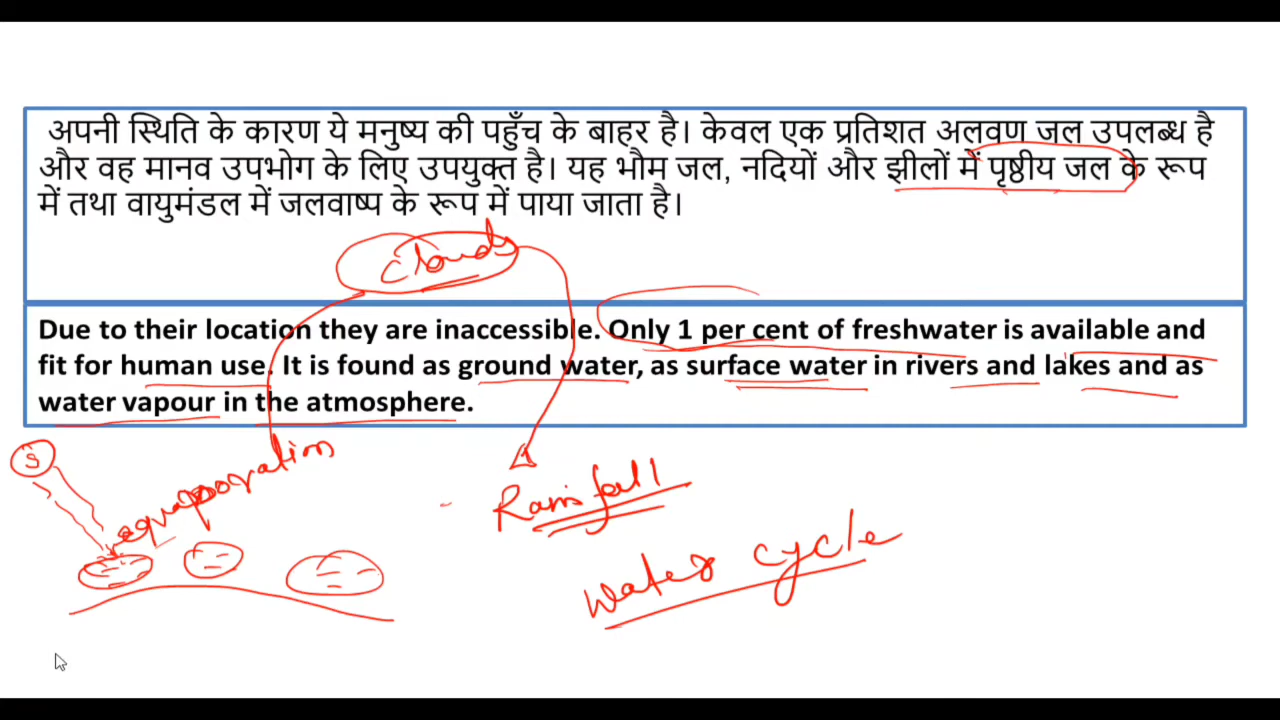 अपनी स्थिति के कारण ये मनुष्य की पहुँच के बाहर है। केवल एक प्रतिशत अलवण जल उपलब्ध है
और वह मानव उपभोग के लिए उपयुक्त है। यह भौम जल, नदियों और झीलों में पृष्ठीय जल के रूप
में तथा वायुमंडल में जलवाष्प के रूप में पाया जाता है।
clouds
Due to their location they are inaccessible. Only 1 per cent of freshwater is available and
fit for human use. It is found as ground water, as surface water in rivers and lakes and as
water vapour in the atmosphere.
S
Rainfall
water cycle